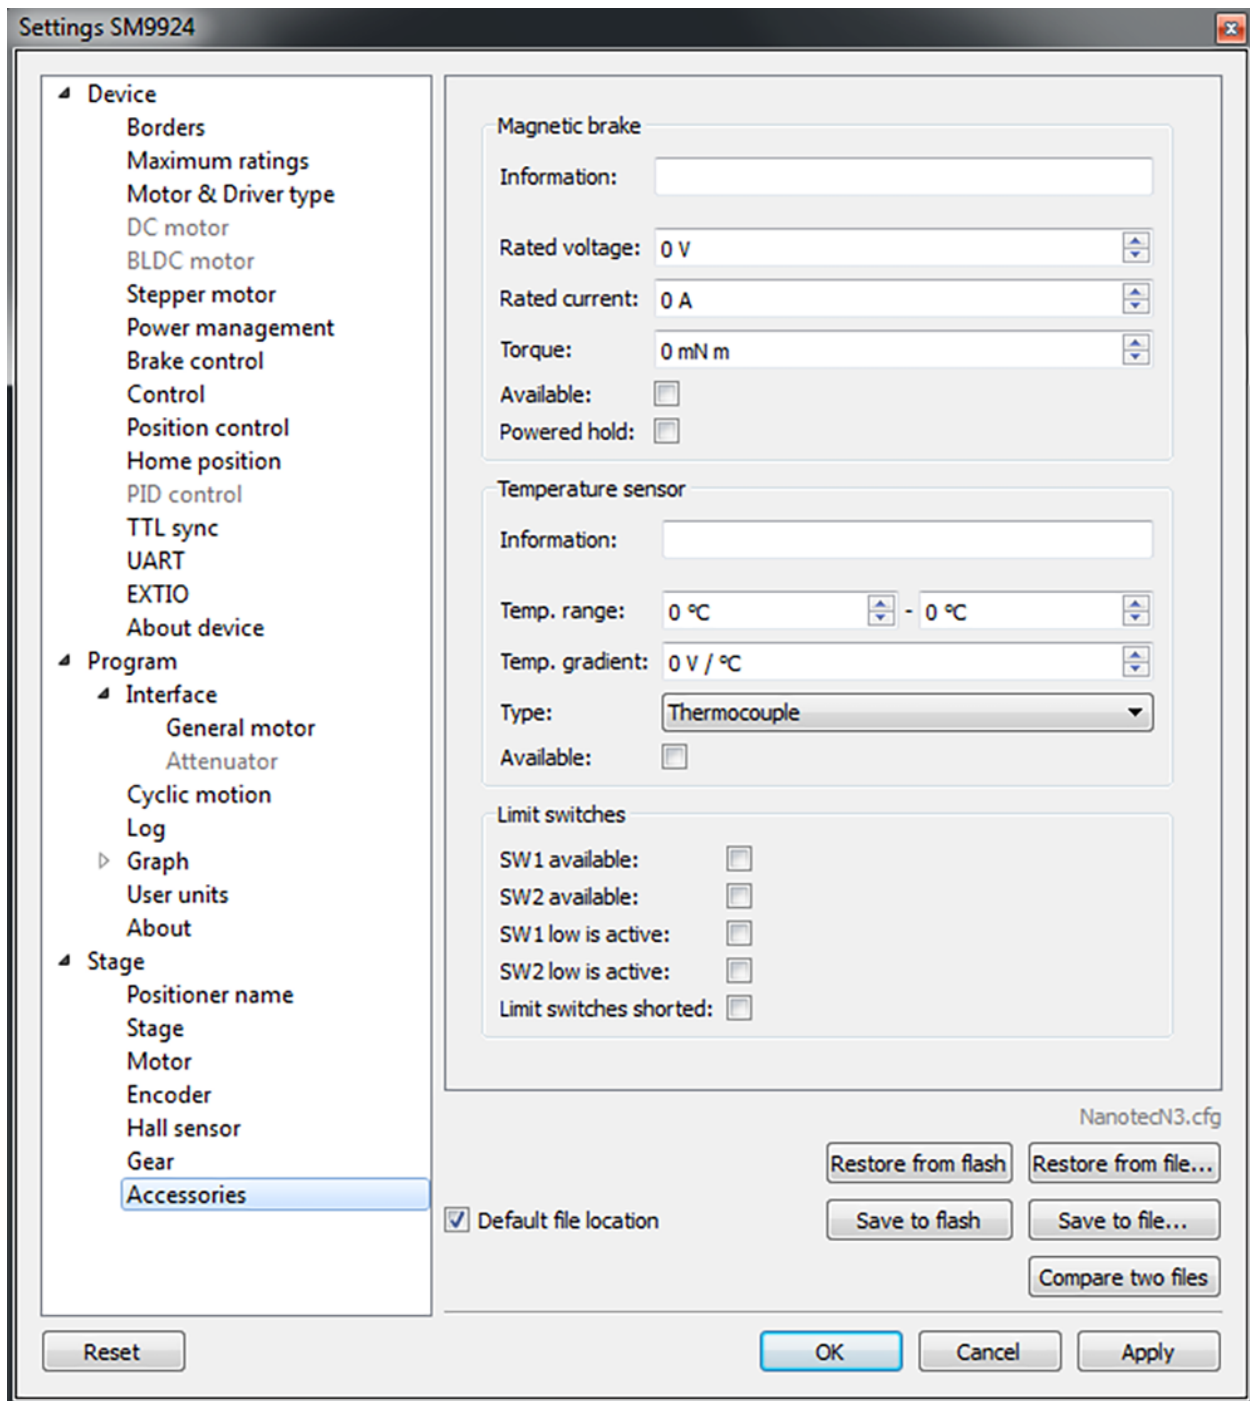 Settings SM9924
Device
Borders
Maximum ratings
Motor & Driver type
DC motor
BLDC motor
Stepper motor
Power management
Brake control
Control
Position control
Home position
PID control
TTL sync
UART
EXTIO
About device
Program
Interface
General motor
Attenuator
Cyclic motion
Log
Graph
User units
About
Stage
Positioner name
Stage
Motor
Encoder
Hall sensor
Gear
Accessories
Magnetic brake
Information:
Rated voltage: 0 V
Rated current: 0 A
Torque: 0 mN m
Available:
Powered hold:
Temperature sensor
Information:
Temp. range: 0 °C - 0 °C
Temp. gradient: 0 V / °C
Type: Thermocouple
Available:
Limit switches
SW1 available:
SW2 available:
SW1 low is active:
SW2 low is active:
Limit switches shorted:
NanotecN3.cfg
Restore from flash Restore from file...
Default file location Save to flash Save to file...
Compare two files
Reset OK Cancel Apply